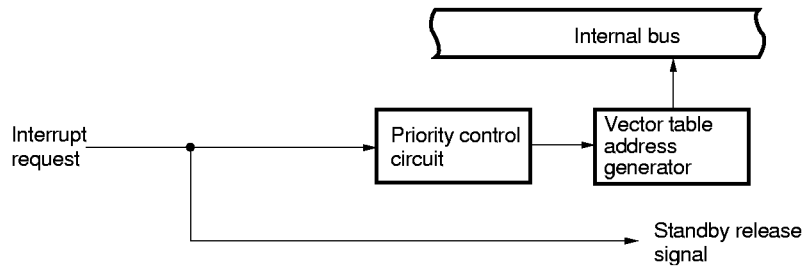 Internal bus
Interrupt
request
Priority control
circuit
Vector table
address
generator
Standby release
signal